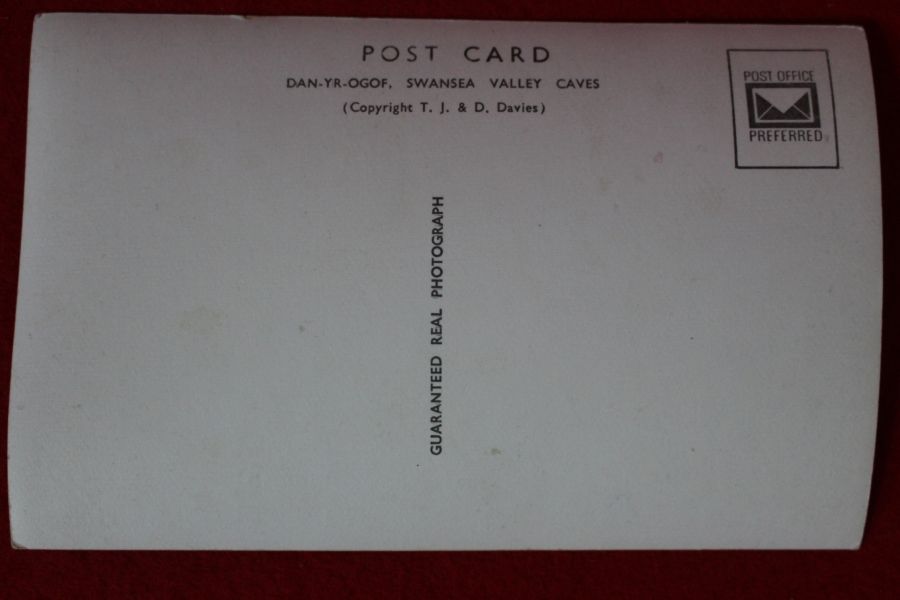 POST CARD
DAN-YR-OGOF, SWANSEA VALLEY CAVES
(Copyright T. J. & D. Davies)
POST OFFICE
PREFERRED
GUARANTEED REAL PHOTOGRAPH